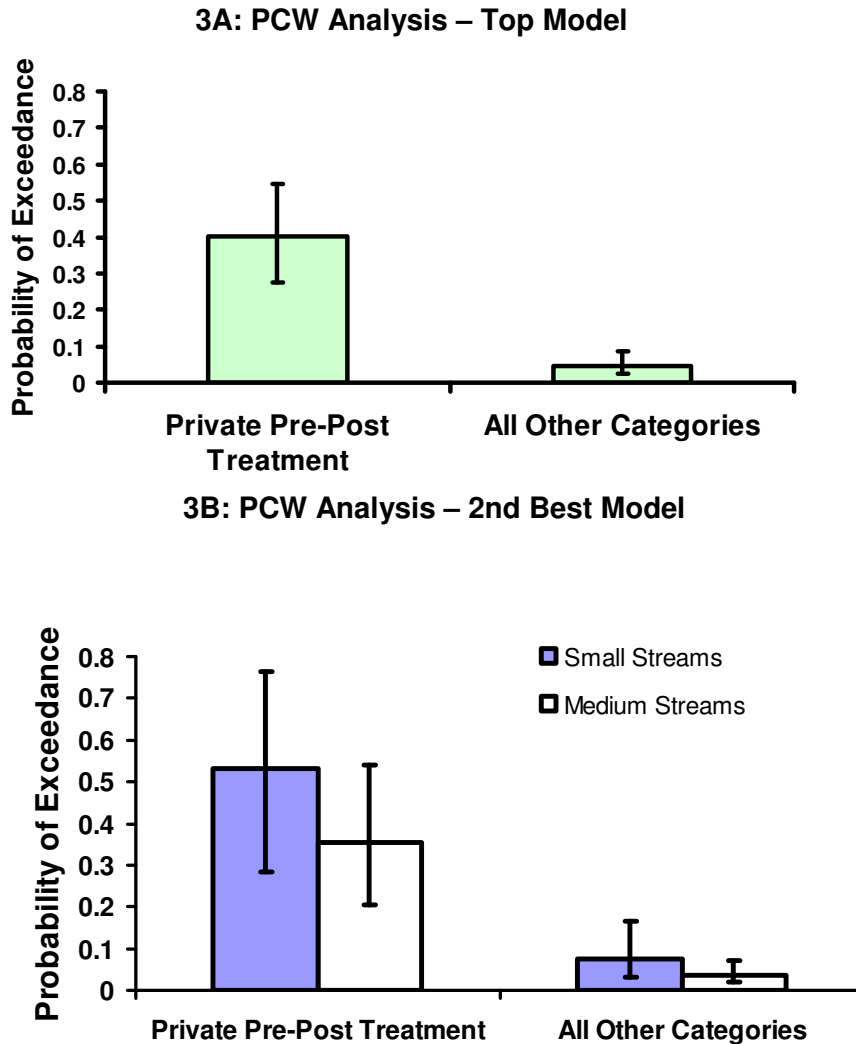 3A: PCW Analysis – Top Model
Probability of Exceedance
0.8
0.7
0.6
0.5
0.4
0.3
0.2
0.1
0
Private Pre-Post
Treatment
All Other Categories
3B: PCW Analysis – 2nd Best Model
Probability of Exceedance
0.8
0.7
0.6
0.5
0.4
0.3
0.2
0.1
0
Small Streams
Medium Streams
Private Pre-Post Treatment
All Other Categories